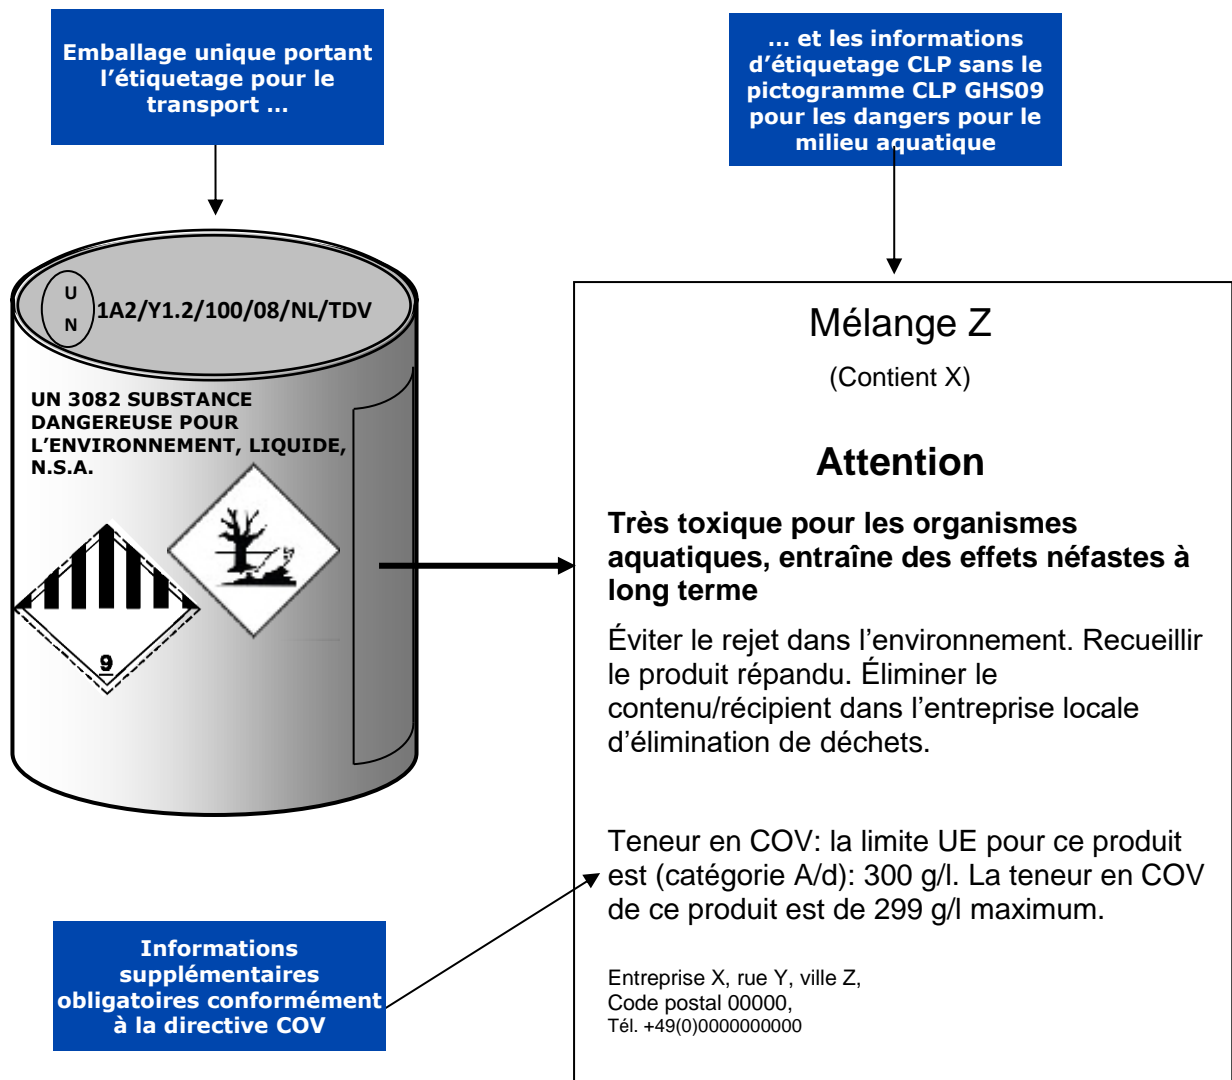 Emballage unique portant
l'étiquetage pour le
transport ...
... et les informations
d'étiquetage CLP sans le
pictogramme CLP GHS09
pour les dangers pour le
milieu aquatique
U
N
1A2/Y1.2/100/08/NL/TDV
UN 3082 SUBSTANCE
DANGEREUSE POUR
L'ENVIRONNEMENT, LIQUIDE,
N.S.A.
9
Mélange Z
(Contient X)
Attention
Très toxique pour les organismes
aquatiques, entraîne des effets néfastes à
long terme
Éviter le rejet dans l'environnement. Recueillir
le produit répandu. Éliminer le
contenu/récipient dans l'entreprise locale
d'élimination de déchets.
Teneur en COV: la limite UE pour ce produit
est (catégorie A/d): 300 g/l. La teneur en COV
de ce produit est de 299 g/l maximum.
Entreprise X, rue Y, ville Z,
Code postal 00000,
Tél. +49(0)0000000000
Informations
supplémentaires
obligatoires conformément
à la directive COV